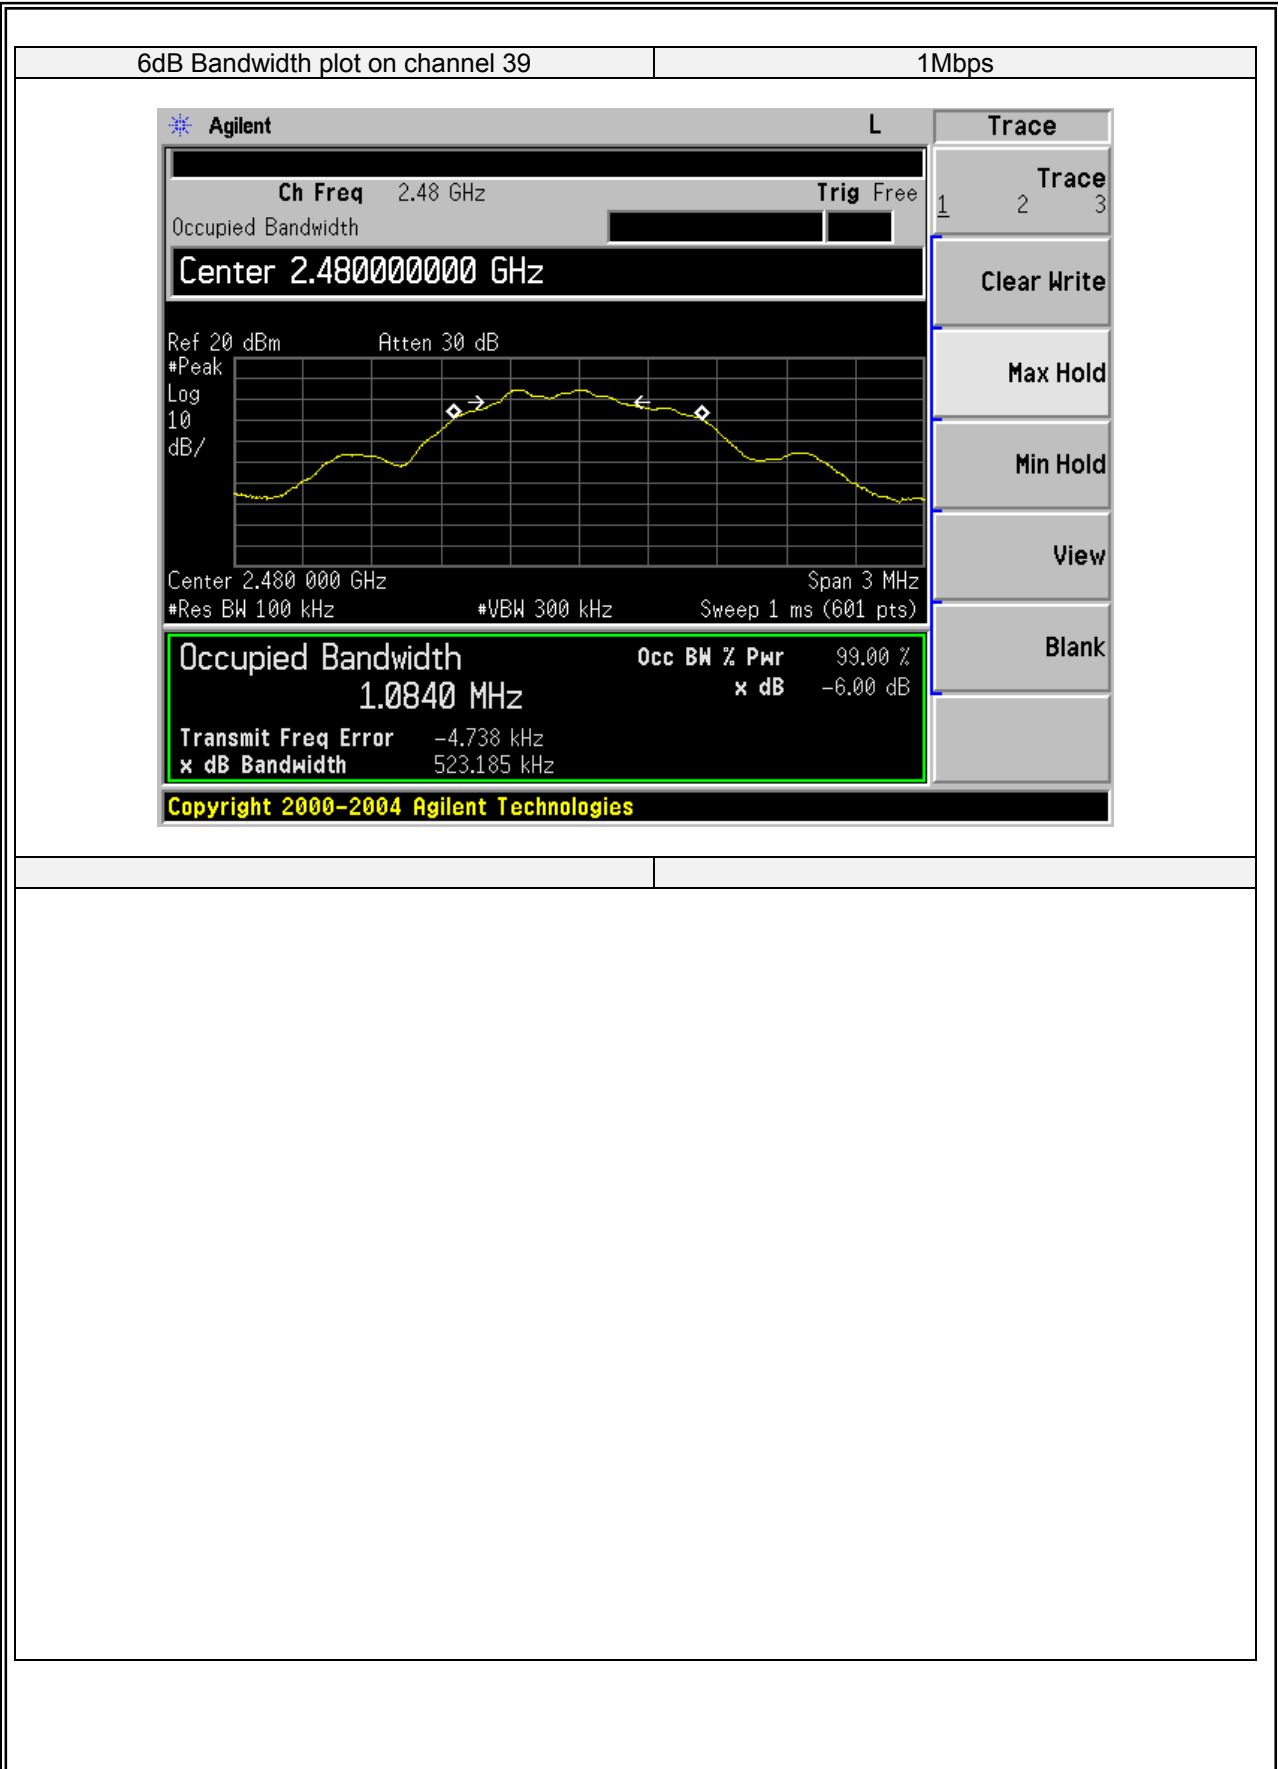 6dB Bandwidth plot on channel 39 1Mbps
Agilent L Trace
Ch Freq 2.48 GHz Trig Free
Occupied Bandwidth
Center 2.480000000 GHz
Ref 20 dBm Atten 30 dB
#Peak
Log
10
dB/
Center 2.480 000 GHz Span 3 MHz
#Res BW 100 kHz #VBW 300 kHz Sweep 1 ms (601 pts)
Occupied Bandwidth Occ BW % Pwr 99.00 %
1.0840 MHz x dB -6.00 dB
Transmit Freq Error -4.738 kHz
x dB Bandwidth 523.185 kHz
Copyright 2000-2004 Agilent Technologies
Trace
1 2 3
Clear Write
Max Hold
Min Hold
View
Blank